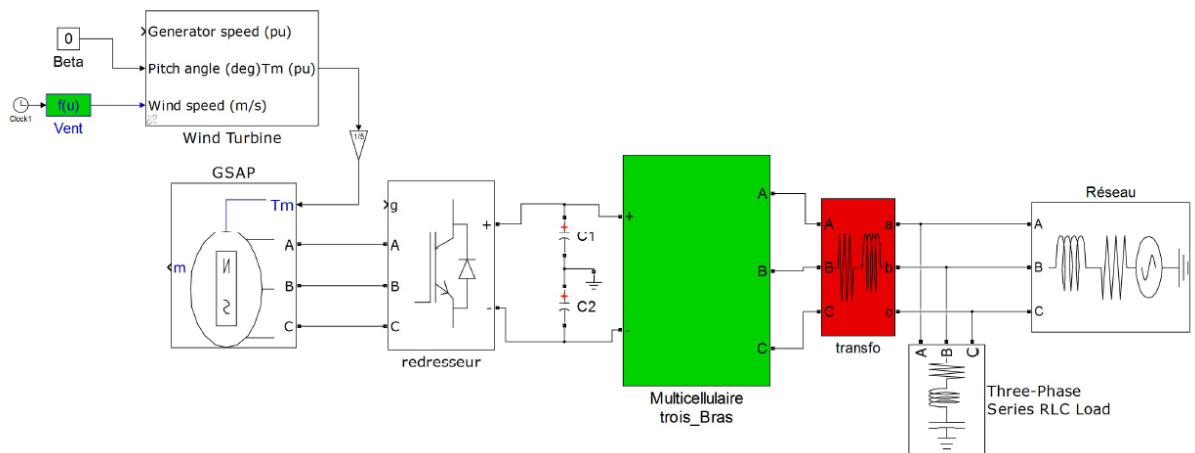 Generator speed (pu)
0
Beta
Pitch angle (deg)Tm (pu)
Clock1
f(u)
Vent
Wind speed (m/s)
Wind Turbine
1/5
GSAP
Tm
m
N
S
A
B
C
g
A
B
C
+
-
redresseur
C1
C2
+
-
A
B
C
Multicellulaire
trois_Bras
A
B
C
a
b
c
transfo
Réseau
A
B
C
A B C
Three-Phase
Series RLC Load